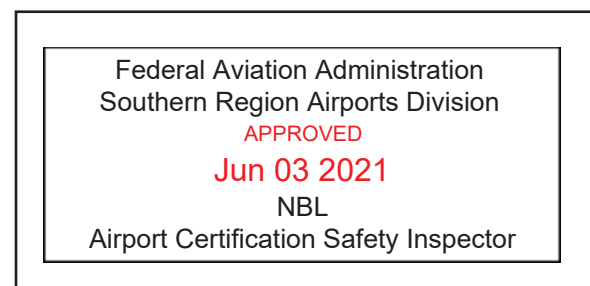 Federal Aviation Administration
Southern Region Airports Division
APPROVED
Jun 03 2021
NBL
Airport Certification Safety Inspector